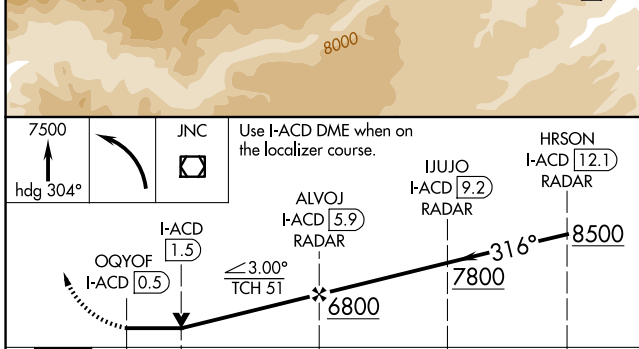 8000
7500
hdg 304°
JNC
Use I-ACD DME when on
the localizer course.
HRSON
I-ACD 12.1
RADAR
IJUJO
I-ACD 9.2
RADAR
ALVOJ
I-ACD 5.9
RADAR
I-ACD
1.5
OQYOF
I-ACD 0.5
3.00°
TCH 51
316°
8500
7800
6800